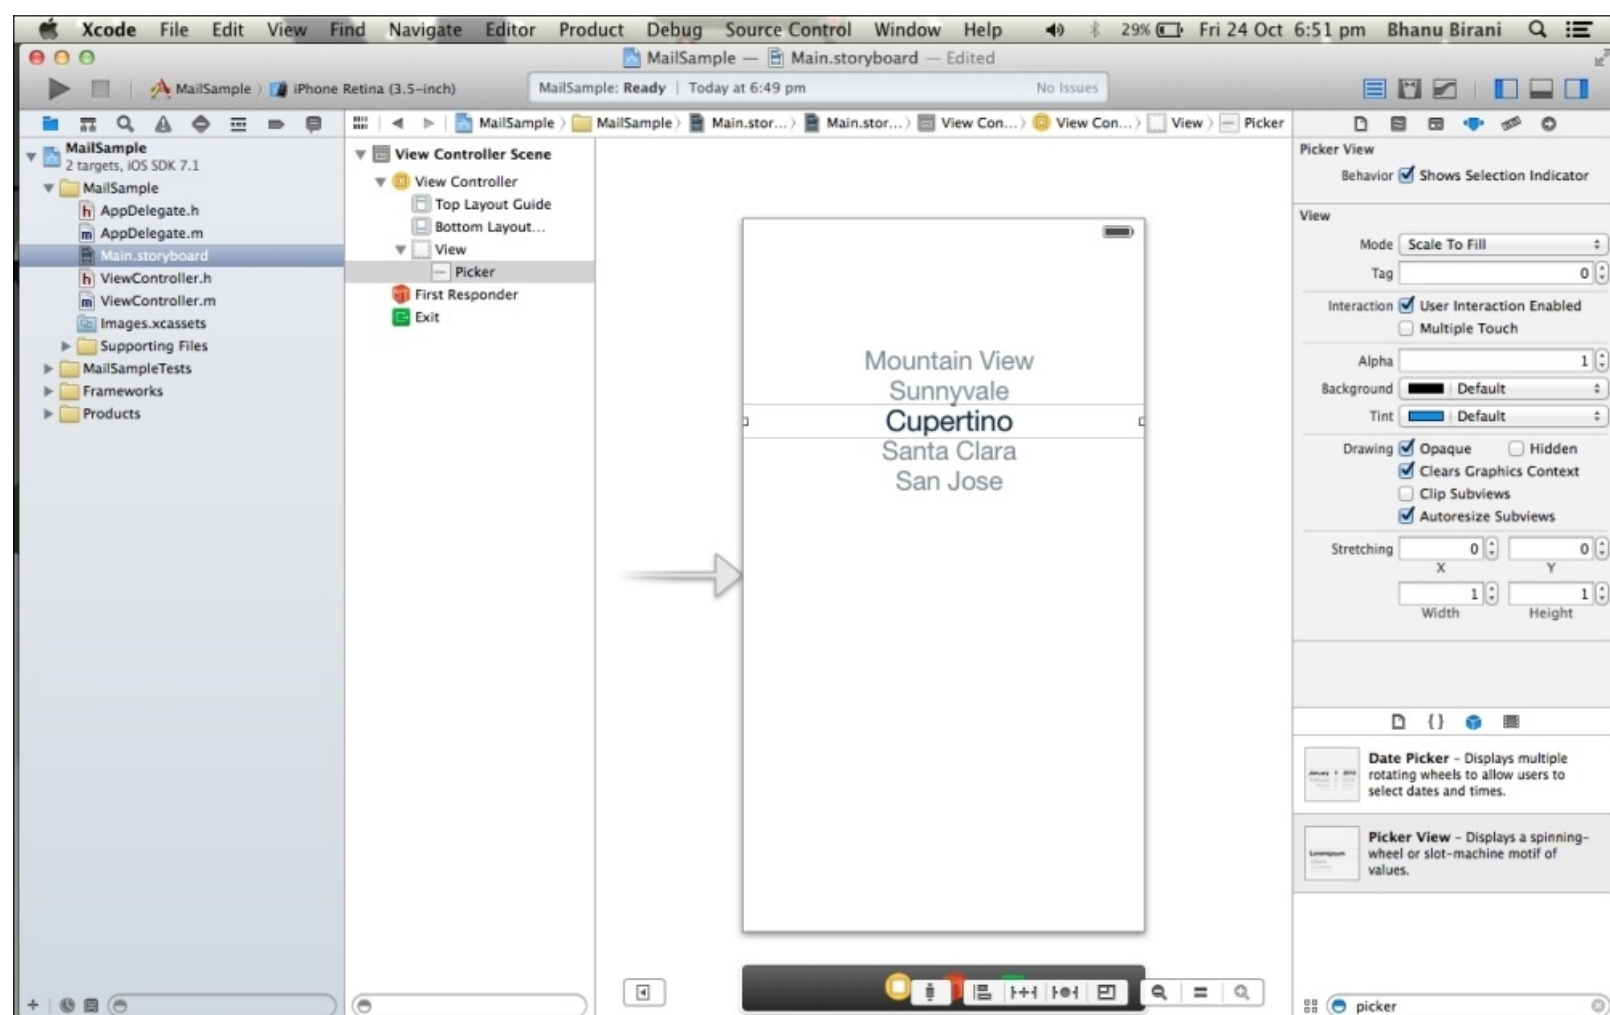 Xcode File Edit View Find Navigate Editor Product Debug Source Control Window Help 29% Fri 24 Oct 6:51 pm Bhanu Birani
MailSample — Main.storyboard — Edited
MailSample iPhone Retina (3.5-inch) MailSample: Ready | Today at 6:49 pm No Issues
MailSample MailSample Main.stor... Main.stor... View Con... View Con... View Picker
MailSample
2 targets, iOS SDK 7.1
MailSample
AppDelegate.h
AppDelegate.m
Main.storyboard
ViewController.h
ViewController.m
Images.xcassets
Supporting Files
MailSampleTests
Frameworks
Products
View Controller Scene
View Controller
Top Layout Guide
Bottom Layout...
View
Picker
First Responder
Exit
Mountain View
Sunnyvale
Cupertino
Santa Clara
San Jose
Picker View
Behavior Shows Selection Indicator
View
Mode Scale To Fill
Tag 0
Interaction User Interaction Enabled
Multiple Touch
Alpha 1
Background Default
Tint Default
Drawing Opaque Hidden
Clears Graphics Context
Clip Subviews
Autoresize Subviews
Stretching 0 0
X Y
1 1
Width Height
{}
Date Picker – Displays multiple
rotating wheels to allow users to
select dates and times.
Picker View – Displays a spinning-
wheel or slot-machine motif of
values.
picker